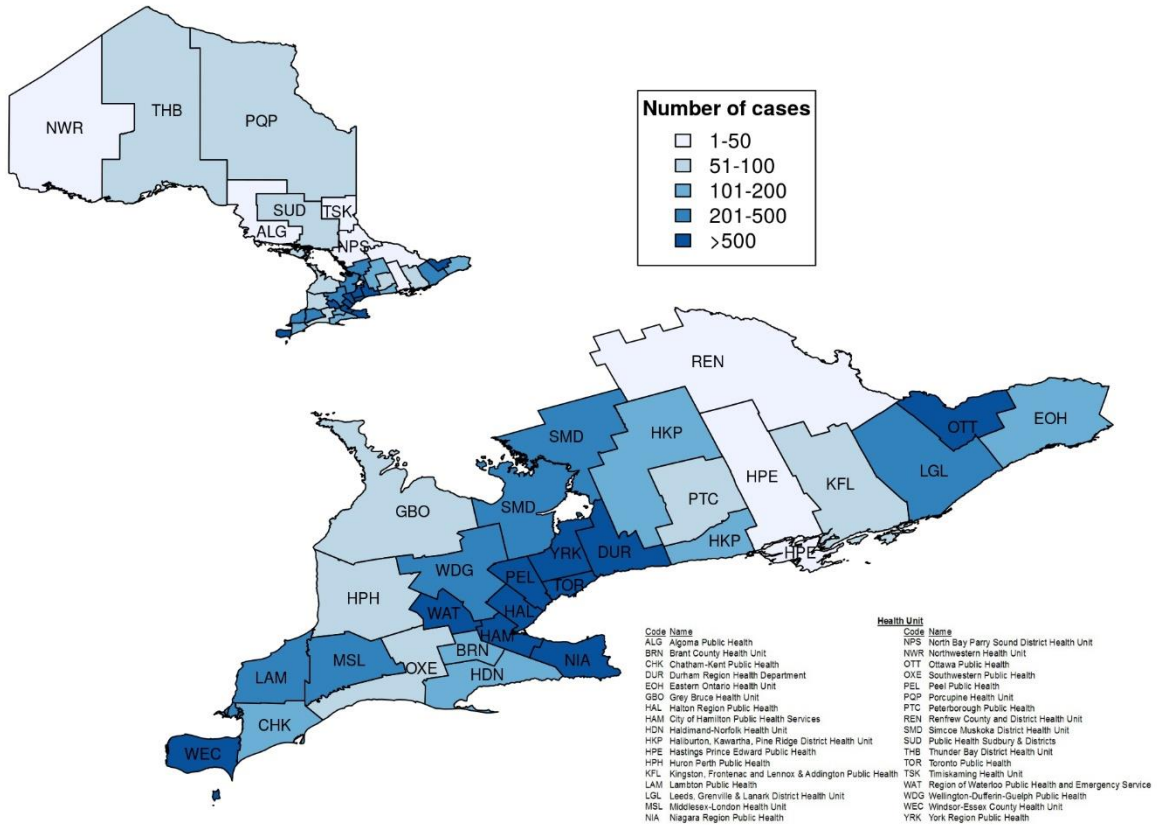 Number of cases
1-50
51-100
101-200
201-500
>500
NWR
THB
PQP
SUD
TSK
ALG
NPS
REN
SMD
HKP
OTT
EOH
LGL
HPE
KFL
PTC
GBO
SMD
HKP
HPE
YRK
DUR
WDG
PEL
TOR
HPH
WAT
HAL
HAM
BRN
OXE
NIA
MSL
HDN
LAM
CHK
WEC
Health Unit
Code Name
ALG Algoma Public Health
BRN Brant County Health Unit
CHK Chatham-Kent Public Health
DUR Durham Region Health Department
EOH Eastern Ontario Health Unit
GBO Grey Bruce Health Unit
HAL Halton Region Public Health
HAM City of Hamilton Public Health Services
HDN Haldimand-Norfolk Health Unit
HKP Haliburton, Kawartha, Pine Ridge District Health Unit
HPE Hastings Prince Edward Public Health
HPH Huron Perth Public Health
KFL Kingston, Frontenac and Lennox & Addington Public Health
LAM Lambton Public Health
LGL Leeds, Grenville & Lanark District Health Unit
MSL Middlesex-London Health Unit
NIA Niagara Region Public Health
Code Name
NPS North Bay Parry Sound District Health Unit
NWR Northwestern Health Unit
OTT Ottawa Public Health
OXE Southwestern Public Health
PEL Peel Public Health
PQP Porcupine Health Unit
PTC Peterborough Public Health
REN Renfrew County and District Health Unit
SMD Simcoe Muskoka District Health Unit
SUD Public Health Sudbury & Districts
THB Thunder Bay District Health Unit
TOR Toronto Public Health
TSK Timiskaming Health Unit
WAT Region of Waterloo Public Health and Emergency Service
WDG Wellington-Dufferin-Guelph Public Health
WEC Windsor-Essex County Health Unit
YRK York Region Public Health